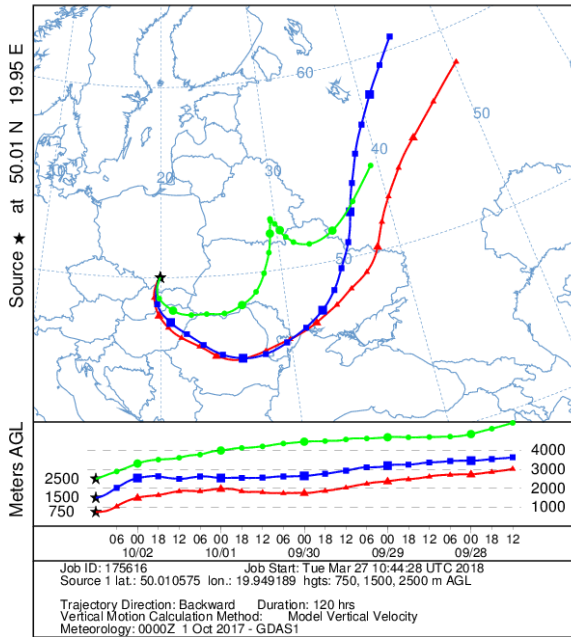 Source ★ at 50.01 N 19.95 E
60
50
10
20
30
40
50
Meters AGL
2500
1500
750
4000
3000
2000
1000
06 00 18 12 06 00 18 12 06 00 18 12 06 00 18 12 06 00 18 12
10/02 10/01 09/30 09/29 09/28
Job ID: 175616 Job Start: Tue Mar 27 10:44:28 UTC 2018
Source 1 lat.: 50.010575 lon.: 19.949189 hgts: 750, 1500, 2500 m AGL
Trajectory Direction: Backward Duration: 120 hrs
Vertical Motion Calculation Method: Model Vertical Velocity
Meteorology: 0000Z 1 Oct 2017 - GDAS1